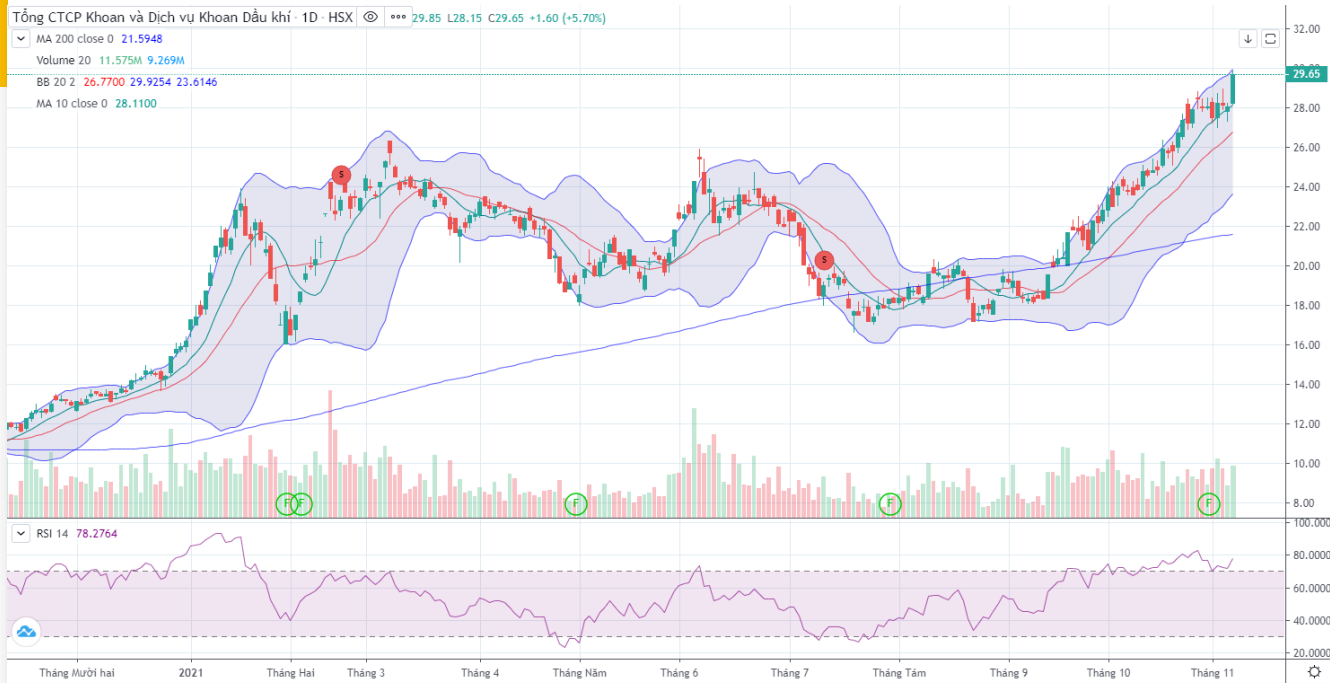 Tổng CTCP Khoan và Dịch vụ Khoan Dầu khí · 1D · HSX 29.85 L28.15 C29.65 +1.60 (+5.70%)
MA 200 close 0 21.5948
Volume 20 11.575M 9.269M
BB 20 2 26.7700 29.9254 23.6146
MA 10 close 0 28.1100
32.00
29.65
28.00
26.00
24.00
22.00
20.00
18.00
16.00
14.00
12.00
10.00
8.00
S
S
F F F F F
RSI 14 78.2764
100.000
80.0000
60.0000
40.0000
20.0000
Tháng Mười hai 2021 Tháng Hai Tháng 3 Tháng 4 Tháng Năm Tháng 6 Tháng 7 Tháng Tám Tháng 9 Tháng 10 Tháng 11